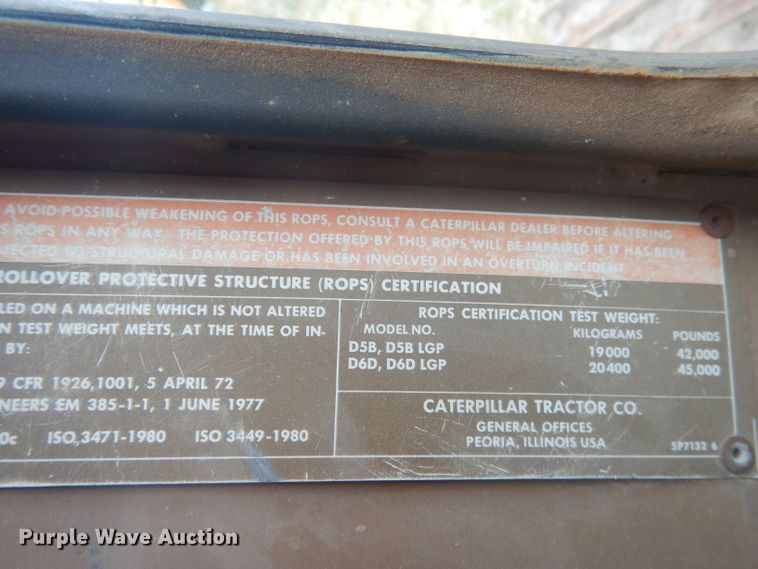 AVOID POSSIBLE WEAKENING OF THIS ROPS, CONSULT A CATERPILLAR DEALER BEFORE ALTERING
S ROPS IN ANY WAY. THE PROTECTION OFFERED BY THIS ROPS WILL BE IMPAIRED IF IT HAS BEEN
JECTED TO STRUCTURAL DAMAGE OR HAS BEEN INVOLVED IN AN OVERTURN INCIDENT.
ROLLOVER PROTECTIVE STRUCTURE (ROPS) CERTIFICATION
LLED ON A MACHINE WHICH IS NOT ALTERED
N TEST WEIGHT MEETS, AT THE TIME OF IN-
BY:
9 CFR 1926,1001, 5 APRIL 72
NEERS EM 385-1-1, 1 JUNE 1977
0c ISO,3471-1980 ISO 3449-1980
ROPS CERTIFICATION TEST WEIGHT:
MODEL NO. KILOGRAMS POUNDS
D5B, D5B LGP 19000 42,000
D6D, D6D LGP 20400 45,000
CATERPILLAR TRACTOR CO.
GENERAL OFFICES
PEORIA, ILLINOIS USA
5P7132 6
Purple Wave Auction